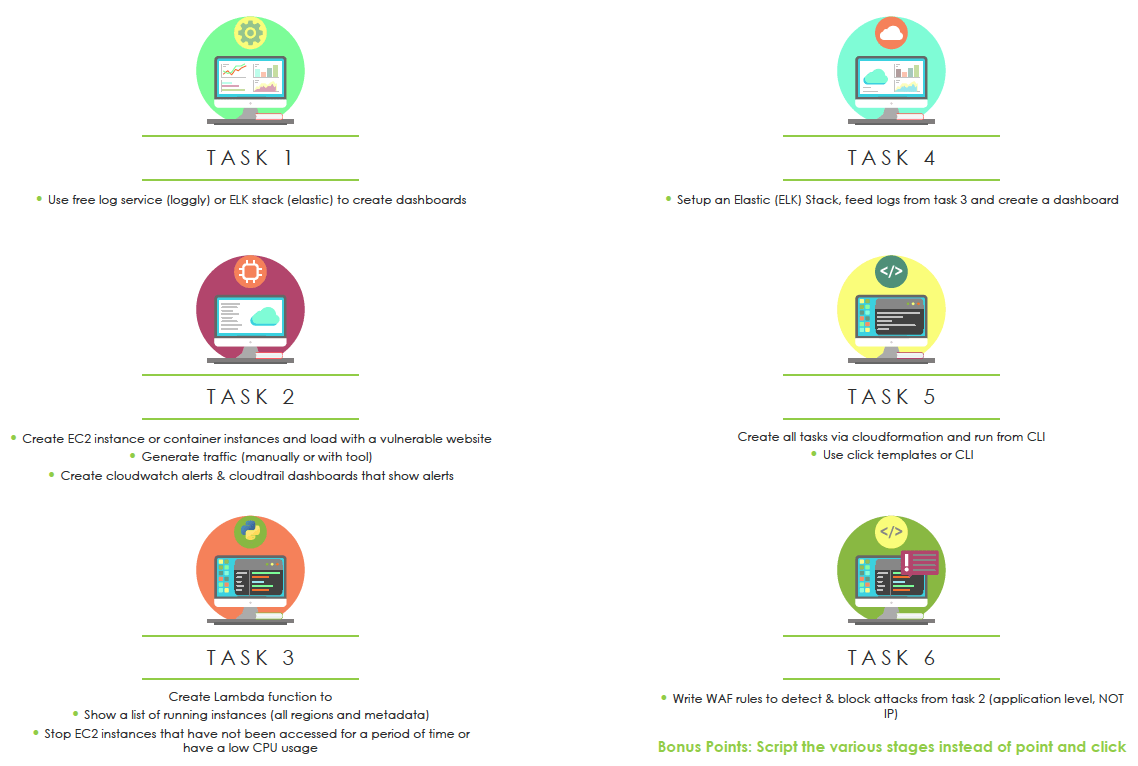 TASK 1
• Use free log service (loggly) or ELK stack (elastic) to create dashboards
TASK 2
• Create EC2 instance or container instances and load with a vulnerable website
• Generate traffic (manually or with tool)
• Create cloudwatch alerts & cloudtrail dashboards that show alerts
TASK 3
Create Lambda function to
• Show a list of running instances (all regions and metadata)
• Stop EC2 instances that have not been accessed for a period of time or
have a low CPU usage
TASK 4
• Setup an Elastic (ELK) Stack, feed logs from task 3 and create a dashboard
</>
TASK 5
Create all tasks via cloudformation and run from CLI
• Use click templates or CLI
</>
!
TASK 6
• Write WAF rules to detect & block attacks from task 2 (application level, NOT
IP)
Bonus Points: Script the various stages instead of point and click